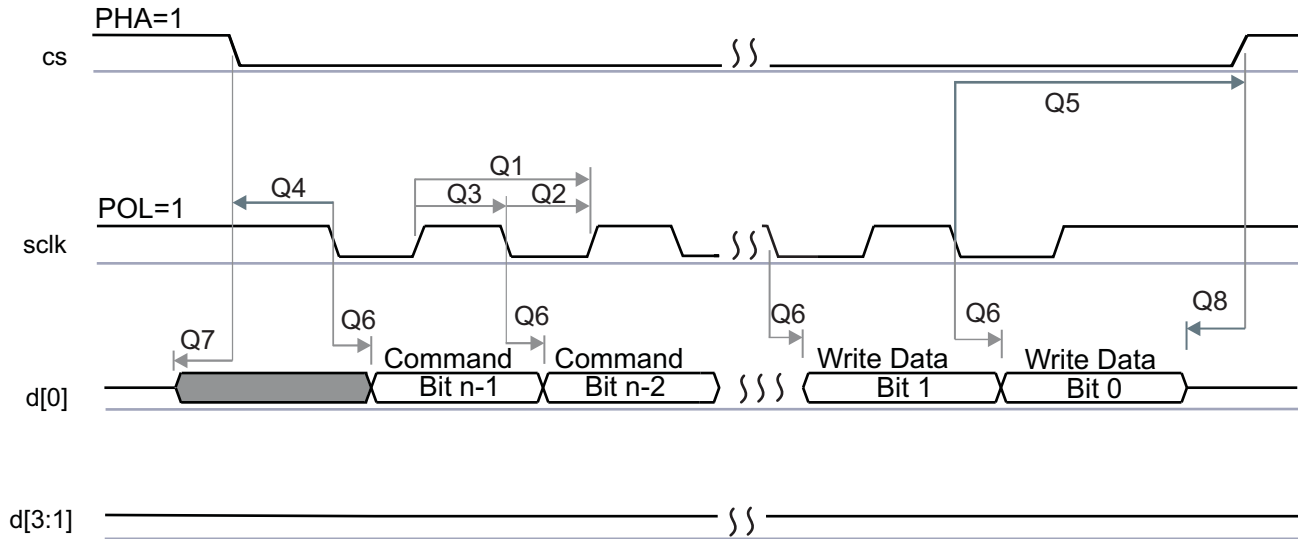 PHA=1
cs
Q5
Q1
Q4
Q3
Q2
POL=1
sclk
Q7
Q6
Q6
Q6
Q6
Q8
Command
Command
Write Data
Write Data
d[0]
Bit n-1
Bit n-2
Bit 1
Bit 0
d[3:1]